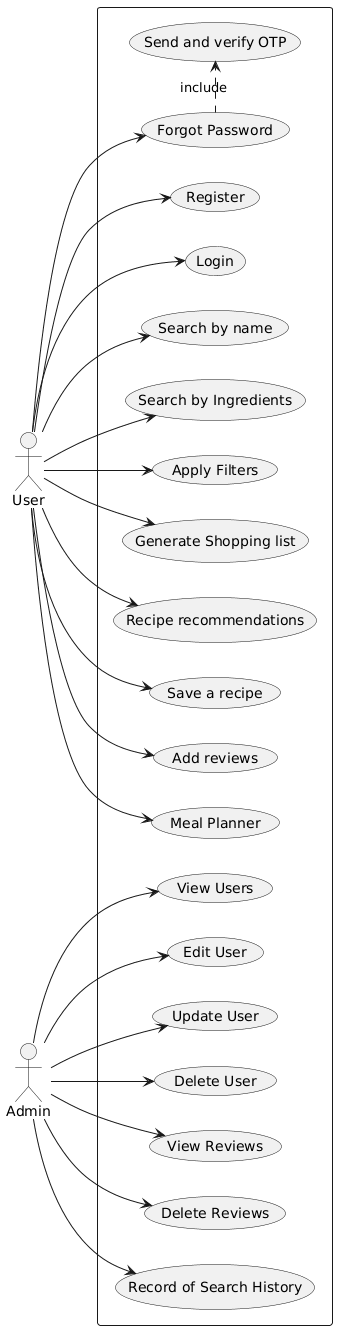 Send and verify OTP
include
Forgot Password
Register
Login
Search by name
Search by Ingredients
Apply Filters
User
Generate Shopping list
Recipe recommendations
Save a recipe
Add reviews
Meal Planner
View Users
Edit User
Update User
Delete User
Admin
View Reviews
Delete Reviews
Record of Search History